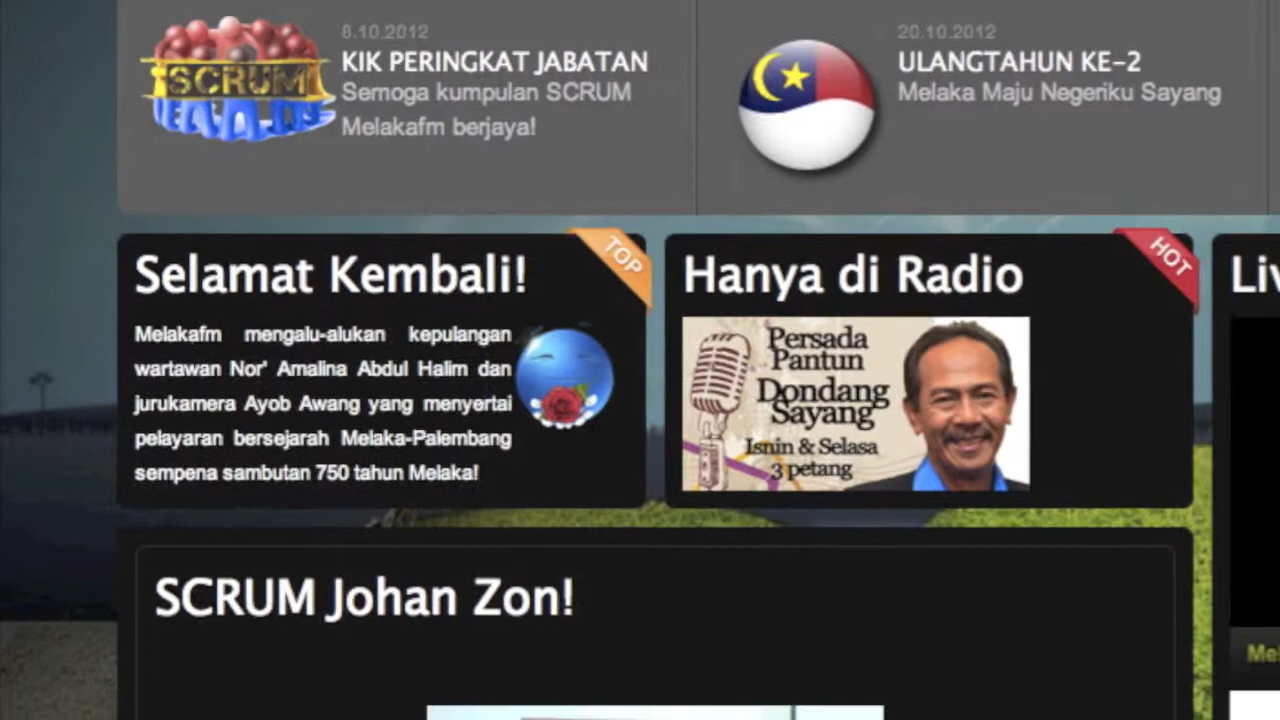 8.10.2012
KIK PERINGKAT JABATAN
Semoga kumpulan SCRUM
Melakafm berjaya!
SCRUM
20.10.2012
ULANGTAHUN KE-2
Melaka Maju Negeriku Sayang
Selamat Kembali!
TOP
Melakafm mengalu-alukan kepulangan
wartawan Nor' Amalina Abdul Halim dan
jurukamera Ayob Awang yang menyertai
pelayaran bersejarah Melaka-Palembang
sempena sambutan 750 tahun Melaka!
Hanya di Radio
HOT
Persada
Pantun
Dondang
Sayang
Isnin & Selasa
3 petang
SCRUM Johan Zon!